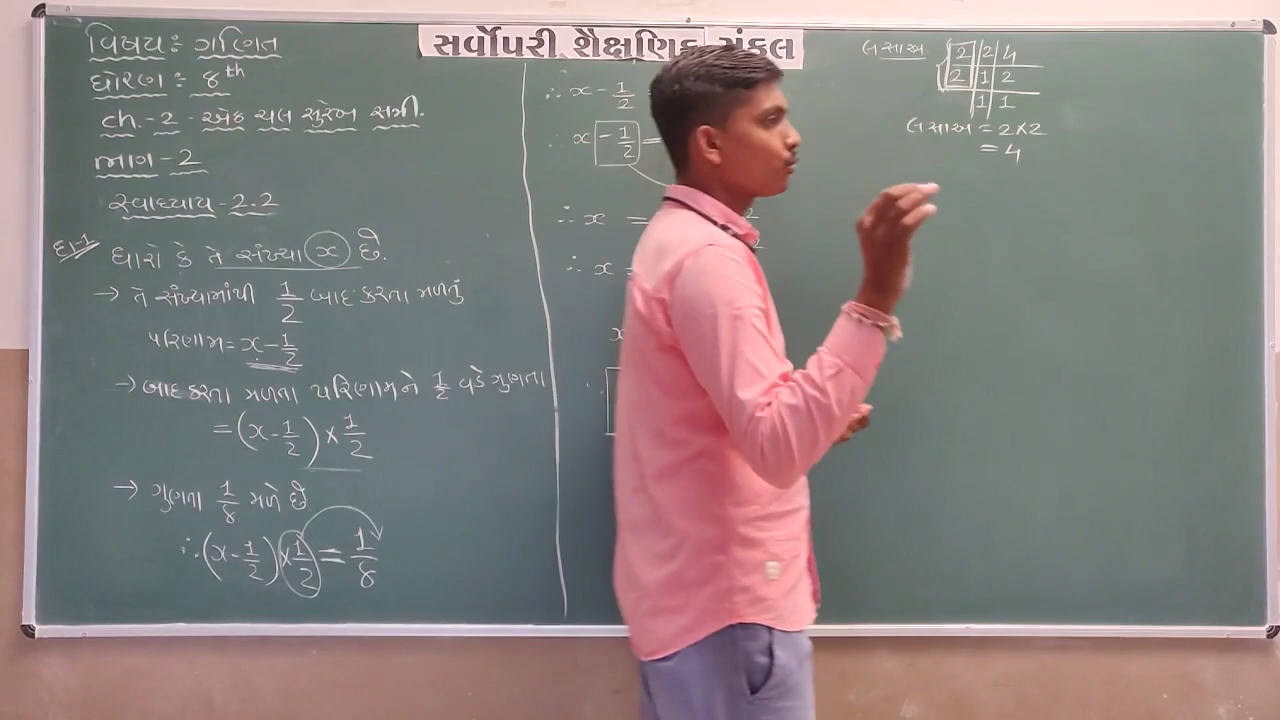 સર્વોપરી શૈક્ષણિક સંકુલ
વિષય : ગણિત
ધોરણ : 8th
ch.-2 - એક ચલ સુરેખ સમી.
ભાગ-2
સ્વાધ્યાય-2.2
દા-1 ધારો કે તે સંખ્યા x છે.
→ તે સંખ્યામાંથી 1/2 બાદ કરતા મળતું
પરિણામ = x - 1/2
→ બાદ કરતા મળતા પરિણામને 1/2 વડે ગુણતા
= (x - 1/2) × 1/2
→ ગુણતા 1/8 મળે છે
∴ (x - 1/2) × 1/2 = 1/8
∴ x - 1/2
∴ x - 1/2 =
∴ x =
∴ x =
x
લસાઅ 2 2 4
2 1 2
1 1
લસાઅ = 2×2
= 4